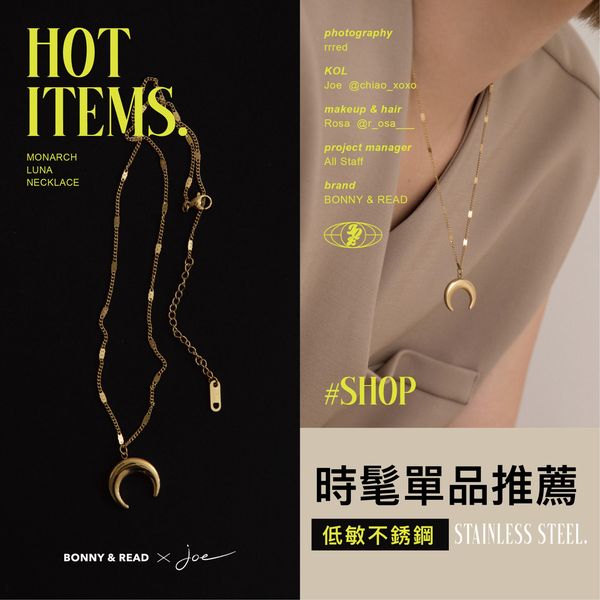 HOT
ITEMS.
MONARCH
LUNA
NECKLACE
BONNY & READ × joe
photography
rrred
KOL
Joe @chiao_xoxo
makeup & hair
Rosa @r_osa___
project manager
All Staff
brand
BONNY & READ
#SHOP
時髦單品推薦
低敏不銹鋼 STAINLESS STEEL.